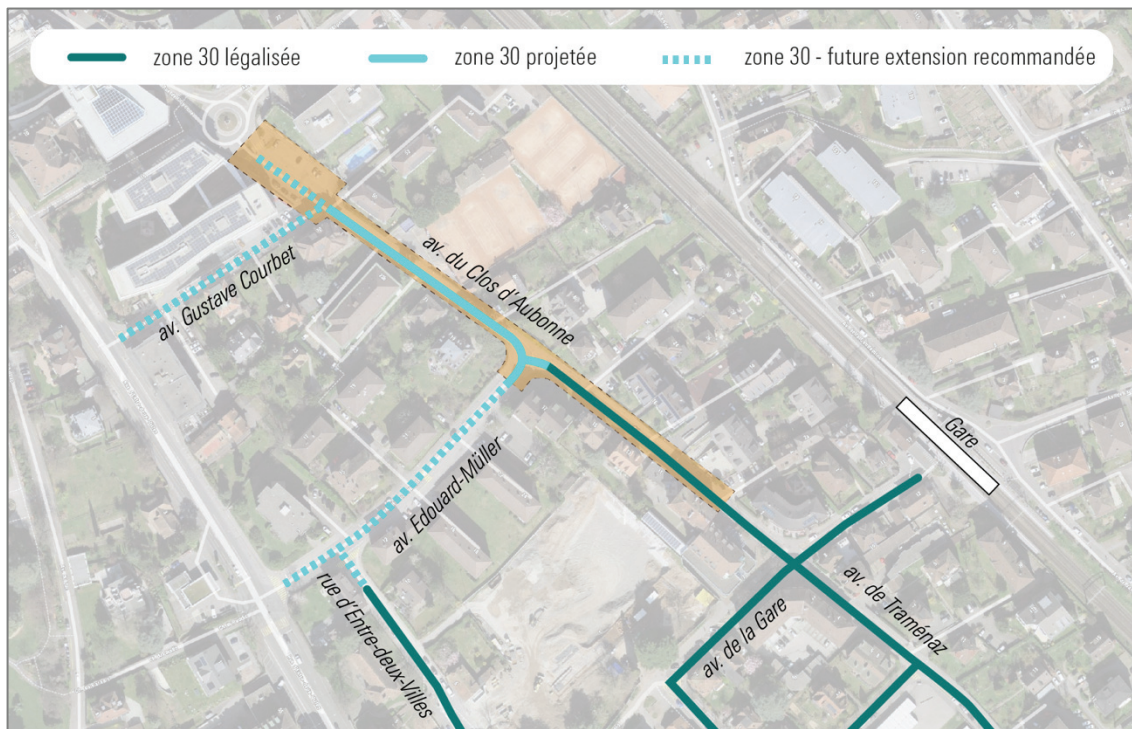 zone 30 légalisée
zone 30 projetée
zone 30 - future extension recommandée
av. Gustave Courbet
av. du Clos d'Aubonne
av. Edouard-Müller
rue d'Entre-deux-Villes
Gare
av. de la Gare
av. de Traménaz